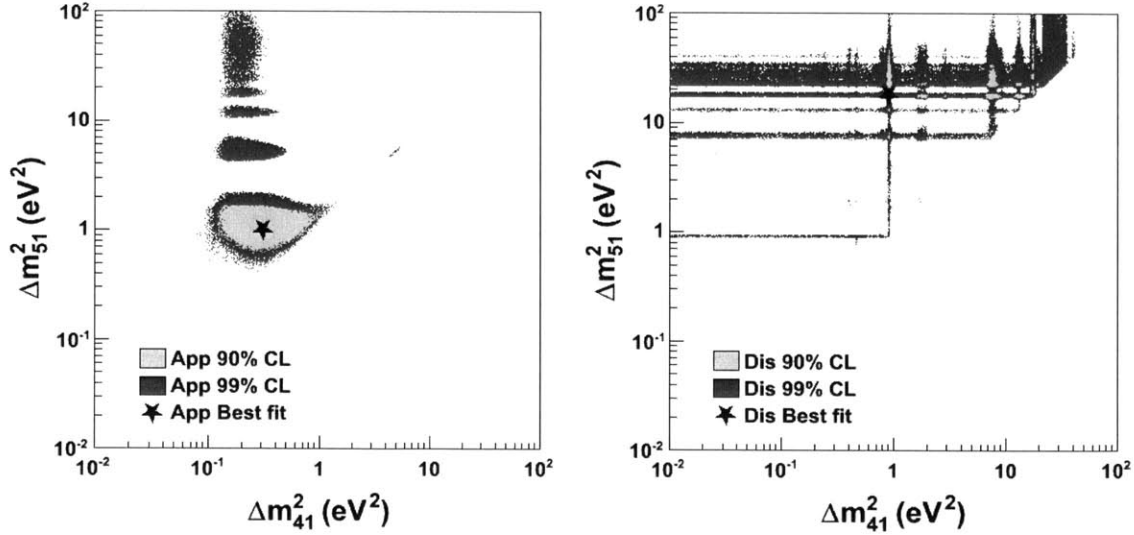 10²
10
1
10⁻¹
10⁻²
Δm²₅₁ (eV²)
App 90% CL
App 99% CL
App Best fit
10⁻² 10⁻¹ 1 10 10²
Δm²₄₁ (eV²)
10²
10
1
10⁻¹
10⁻²
Δm²₅₁ (eV²)
Dis 90% CL
Dis 99% CL
Dis Best fit
10⁻² 10⁻¹ 1 10 10²
Δm²₄₁ (eV²)